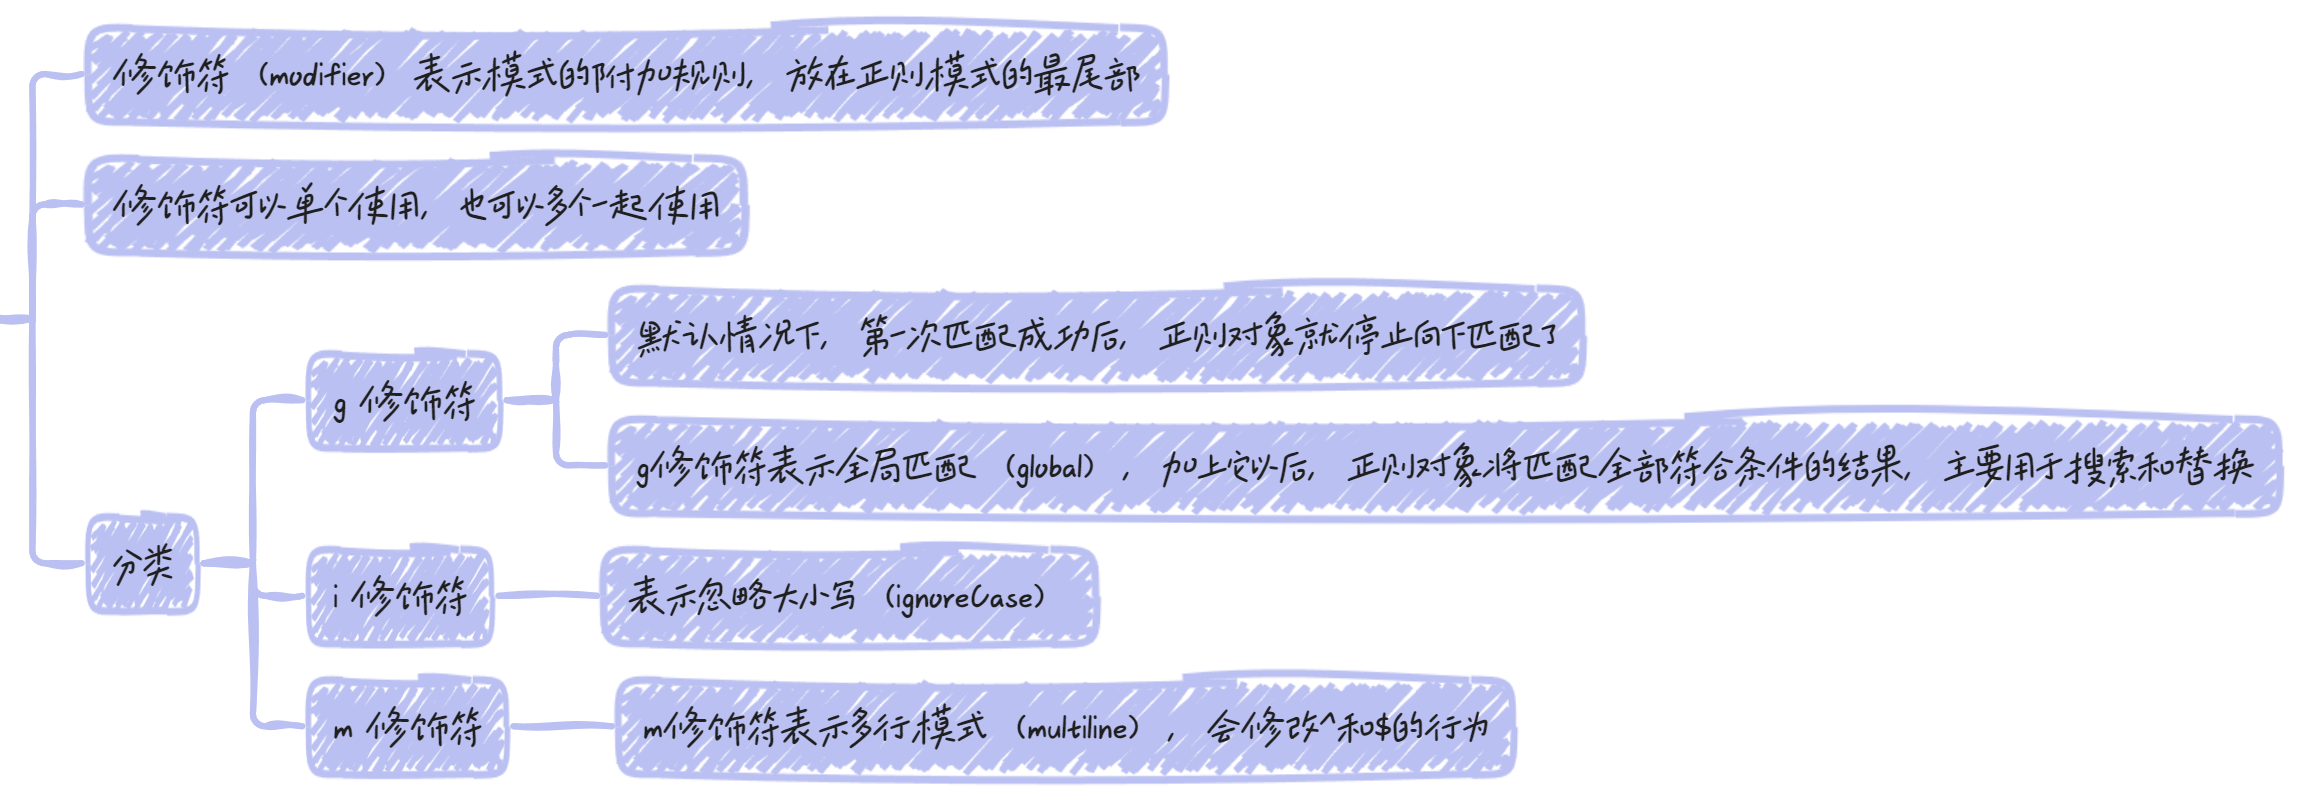 修饰符（modifier）表示模式的附加规则，放在正则模式的最尾部
修饰符可以单个使用，也可以多个一起使用
分类
g 修饰符
默认情况下，第一次匹配成功后，正则对象就停止向下匹配了
g修饰符表示全局匹配（global），加上它以后，正则对象将匹配全部符合条件的结果，主要用于搜索和替换
i 修饰符
表示忽略大小写（ignoreCase）
m 修饰符
m修饰符表示多行模式（multiline），会修改^和$的行为